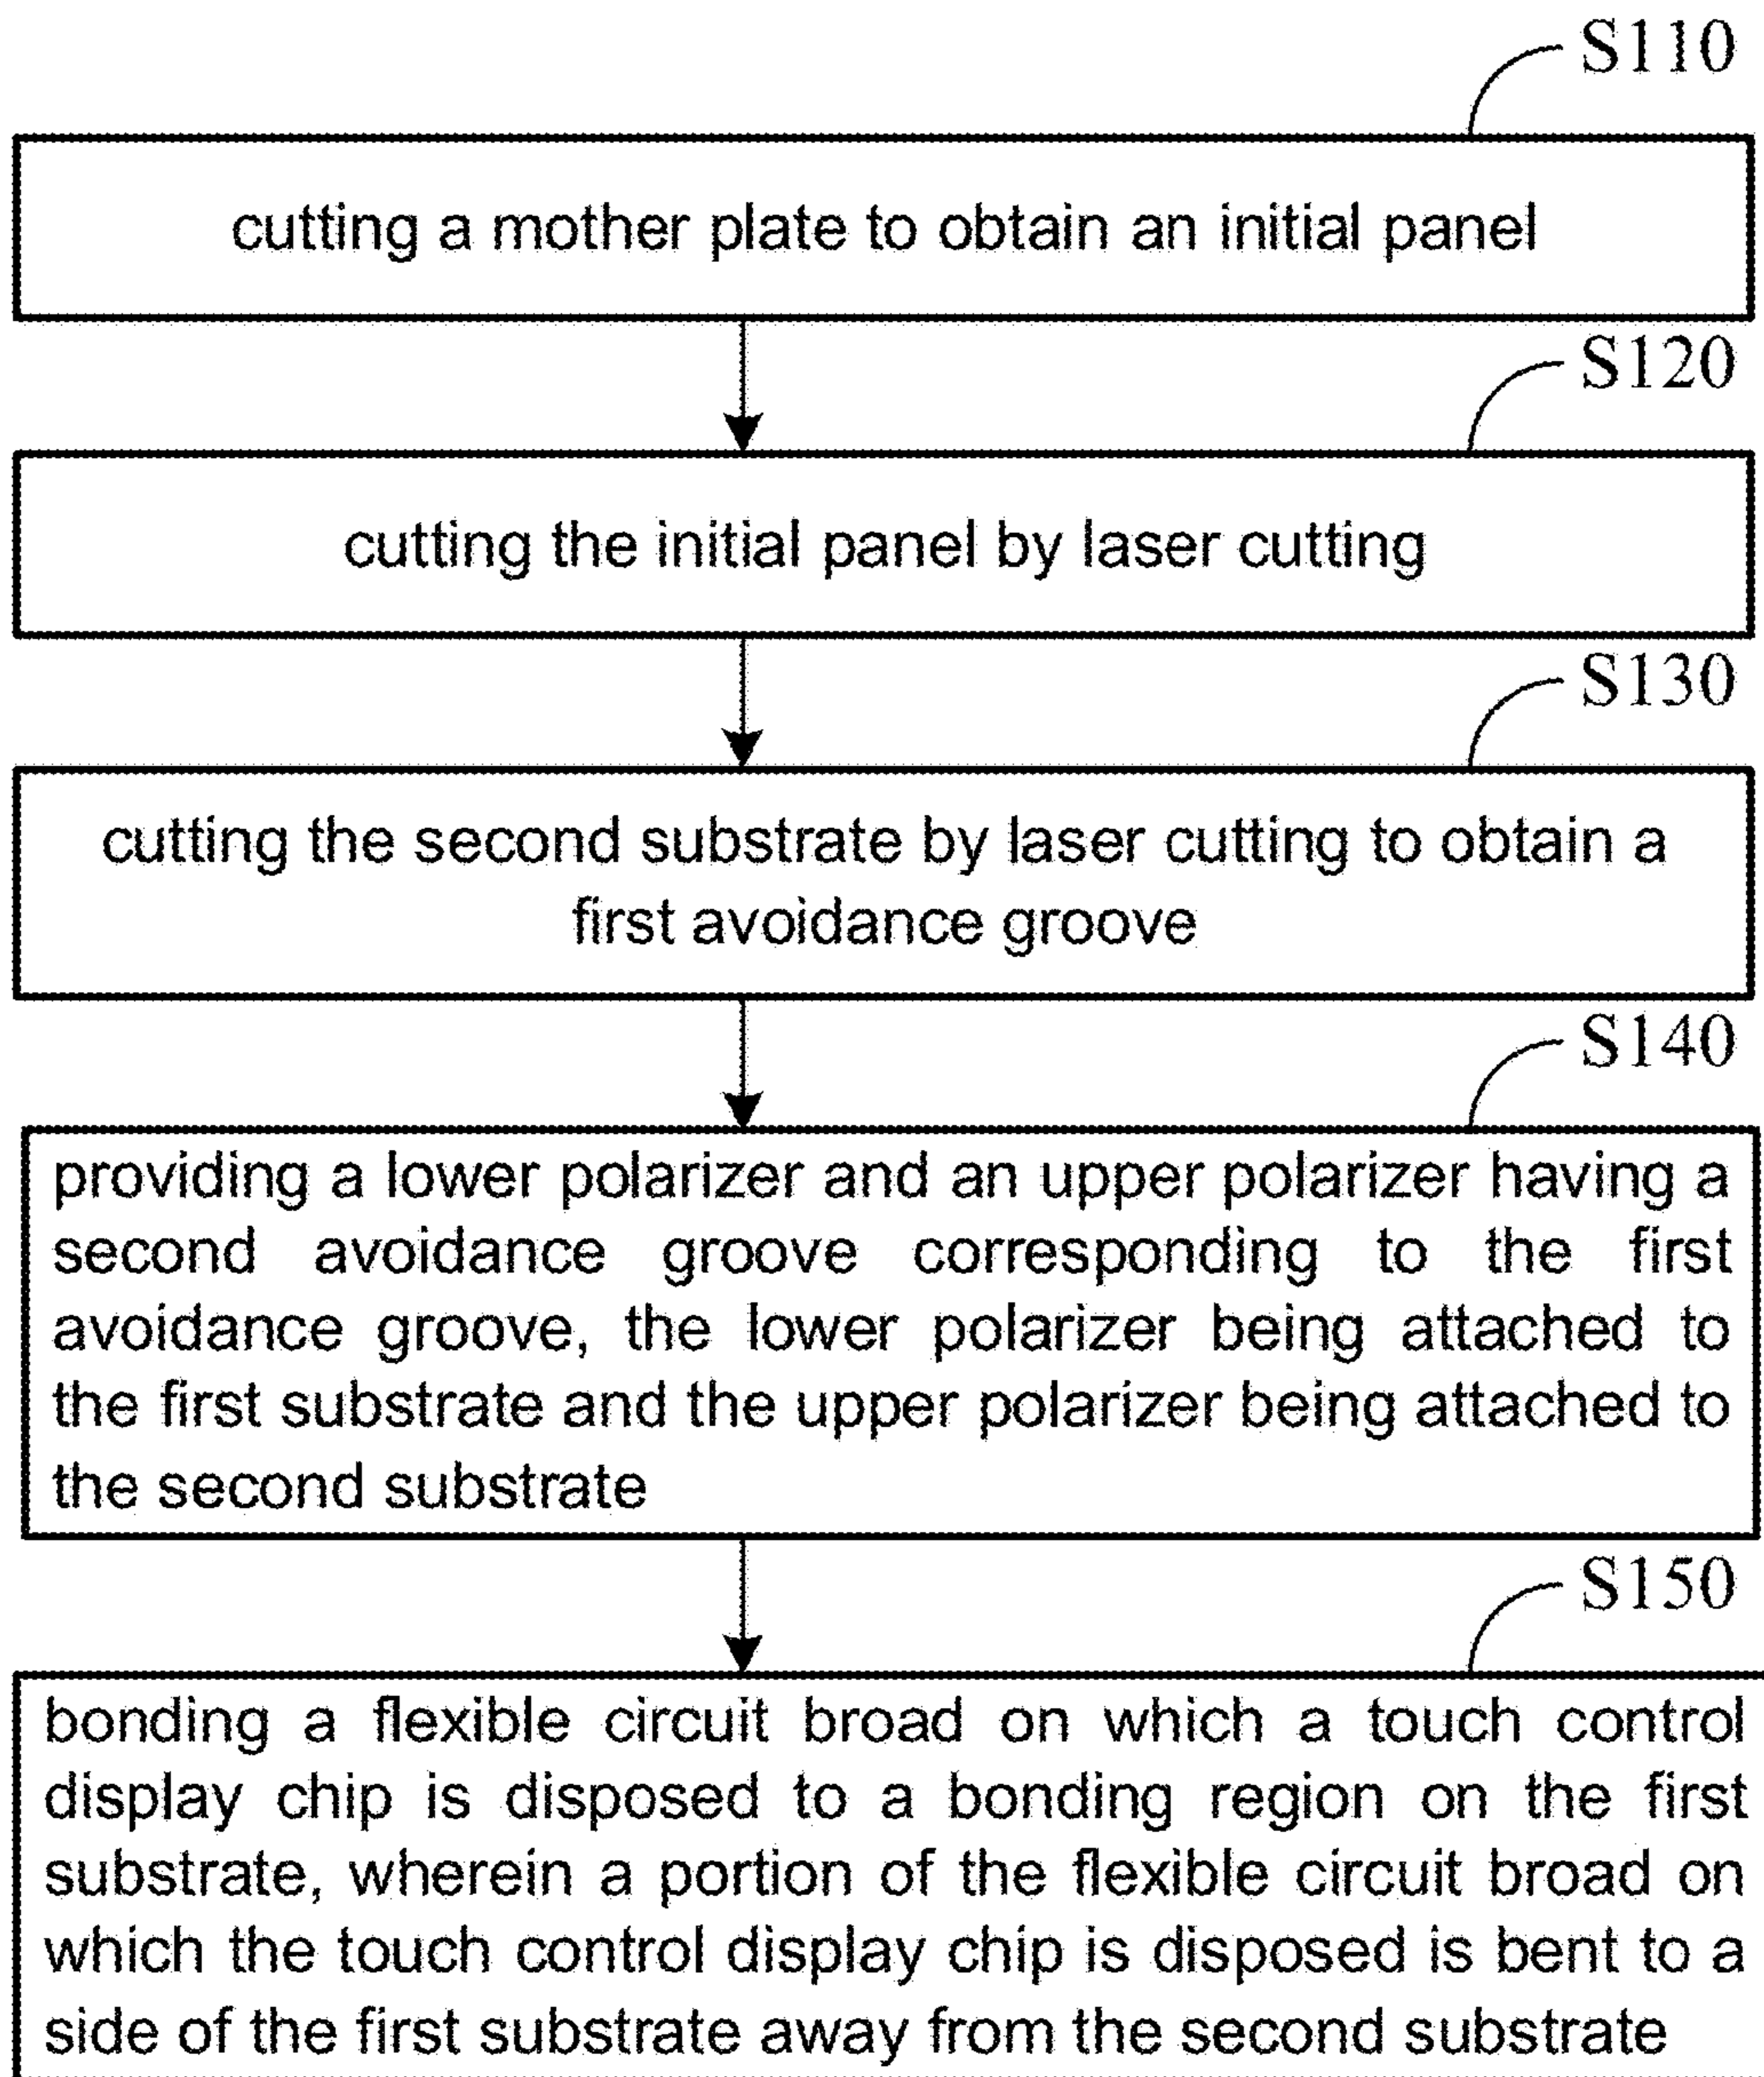 S110
cutting a mother plate to obtain an initial panel
S120
cutting the initial panel by laser cutting
S130
cutting the second substrate by laser cutting to obtain a
first avoidance groove
S140
providing a lower polarizer and an upper polarizer having a
second avoidance groove corresponding to the first
avoidance groove, the lower polarizer being attached to
the first substrate and the upper polarizer being attached to
the second substrate
S150
bonding a flexible circuit broad on which a touch control
display chip is disposed to a bonding region on the first
substrate, wherein a portion of the flexible circuit broad on
which the touch control display chip is disposed is bent to a
side of the first substrate away from the second substrate